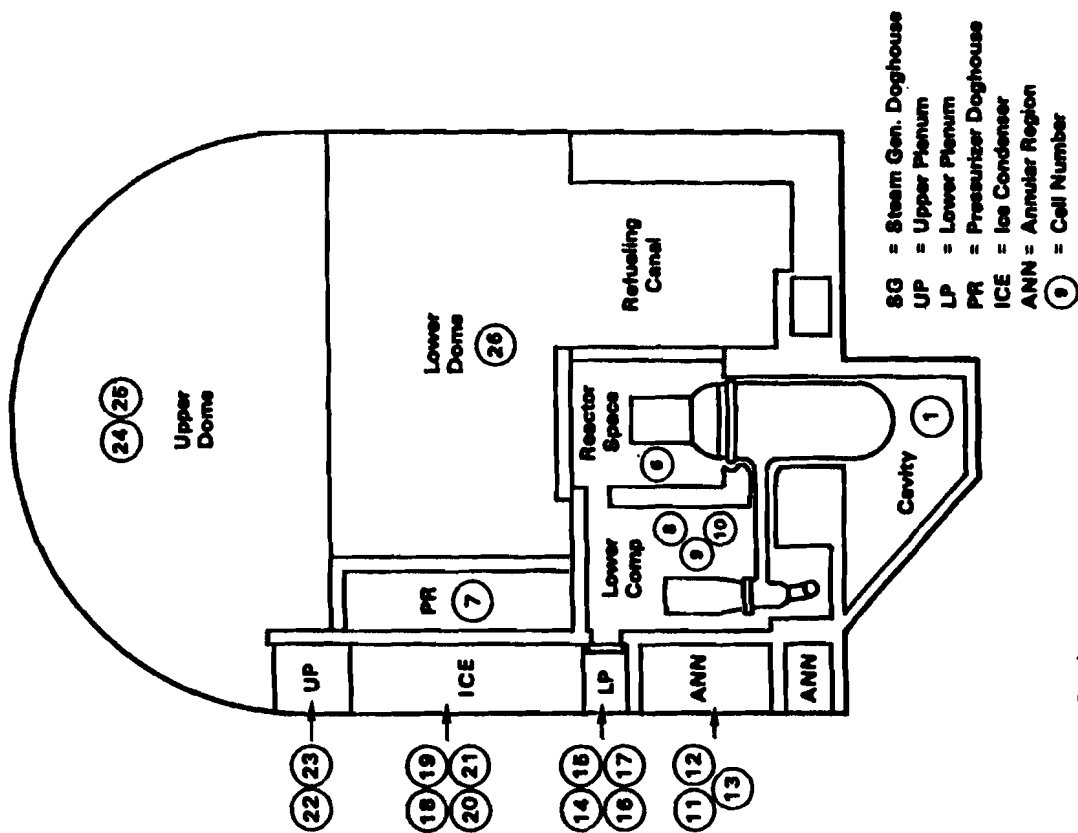 24 25
Upper
Dome
Lower
Dome
26
Refueling
Canal
UP
22 23
PR
7
ICE
18 19
20 21
Reactor
Space
6
Lower
Comp
8
9
10
LP
14 15
16 17
ANN
11 12
13
ANN
Cavity
1
SG = Steam Gen. Doghouse
UP = Upper Plenum
LP = Lower Plenum
PR = Pressurizer Doghouse
ICE = Ice Condenser
ANN = Annular Region
9 = Cell Number